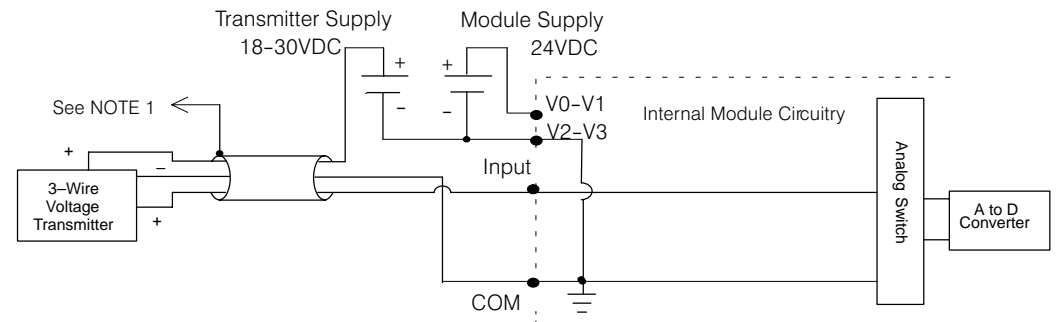 Transmitter Supply
18–30VDC
Module Supply
24VDC
+
–
+
–
See NOTE 1
V0–V1
V2–V3
Internal Module Circuitry
Input
+
–
+
3–Wire
Voltage
Transmitter
Analog Switch
A to D
Converter
COM